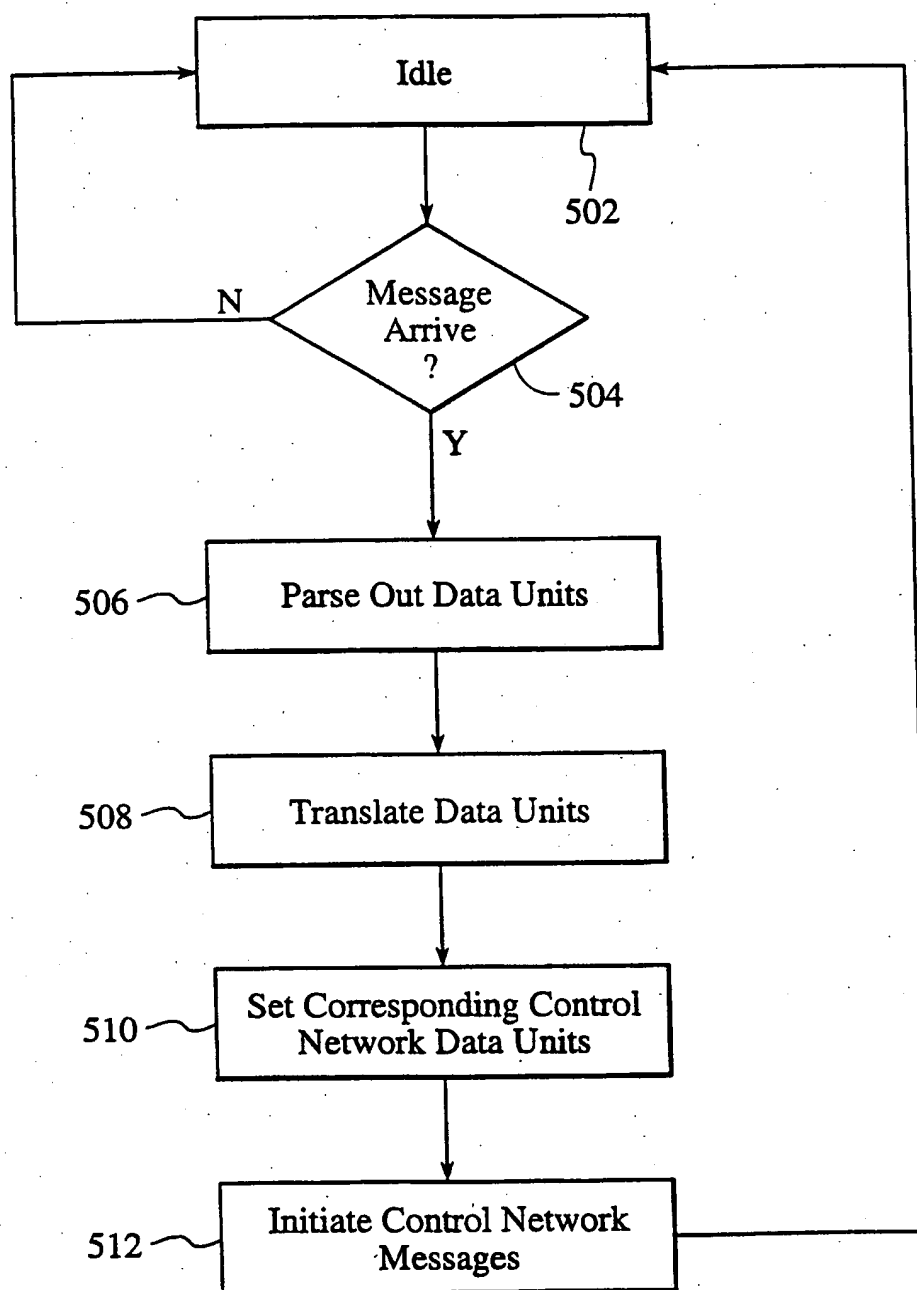 Idle
502
Message
Arrive
?
N
504
Y
Parse Out Data Units
506
Translate Data Units
508
Set Corresponding Control
Network Data Units
510
Initiate Control Network
Messages
512